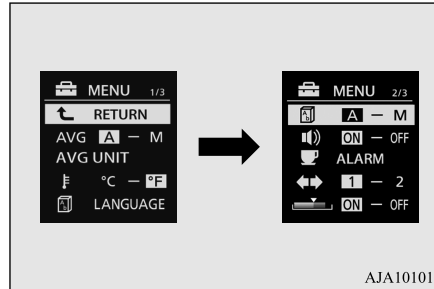 MENU 1/3
RETURN
AVG A — M
AVG UNIT
°C — °F
LANGUAGE
MENU 2/3
A — M
ON — OFF
ALARM
1 — 2
ON — OFF
AJA10101